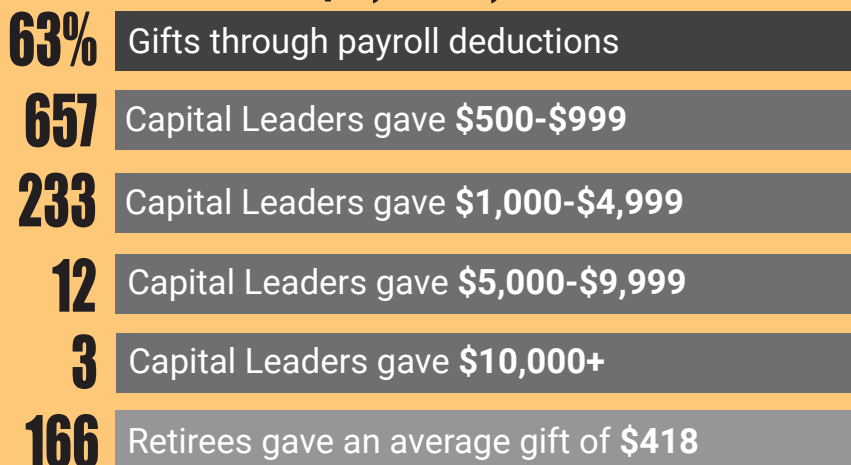 63% Gifts through payroll deductions
657 Capital Leaders gave $500-$999
233 Capital Leaders gave $1,000-$4,999
12 Capital Leaders gave $5,000-$9,999
3 Capital Leaders gave $10,000+
166 Retirees gave an average gift of $418